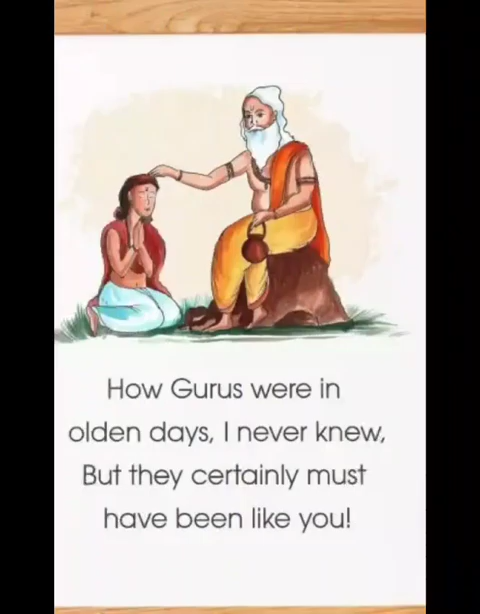 How Gurus were in
olden days, I never knew,
But they certainly must
have been like you!